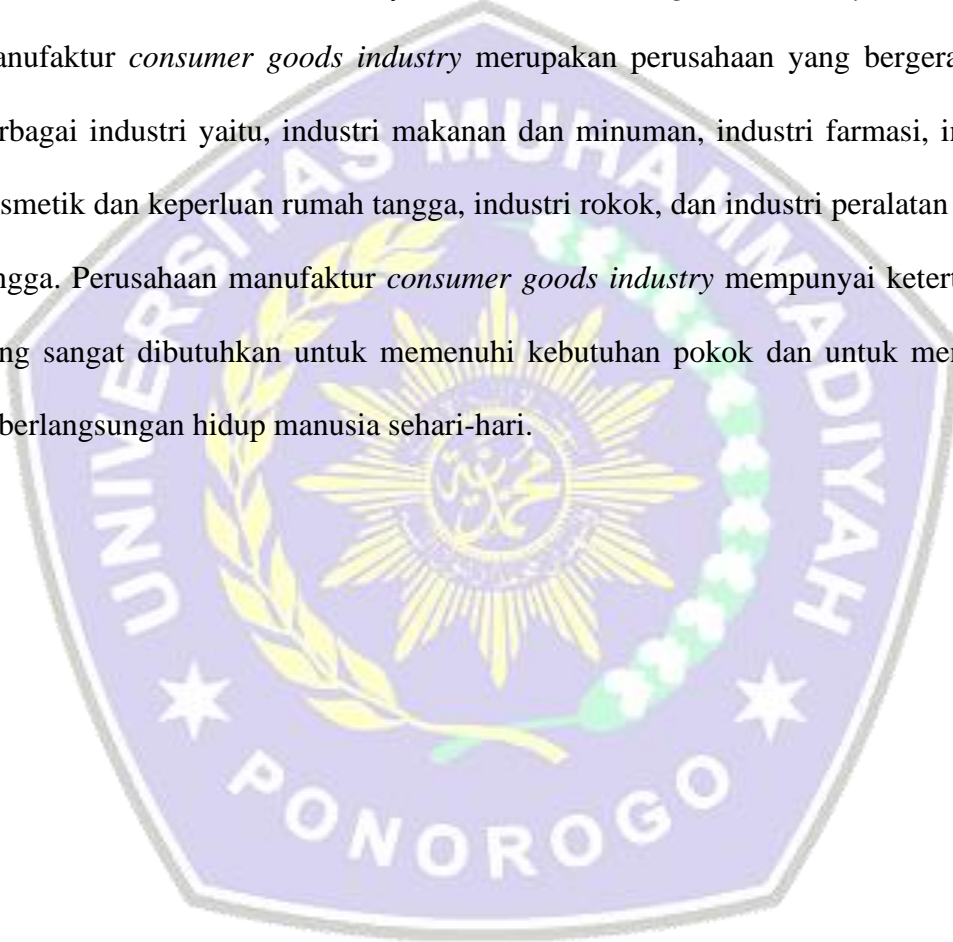 anufaktur consumer goods industry merupakan perusahaan yang bergera
rbagai industri yaitu, industri makanan dan minuman, industri farmasi, in
smetik dan keperluan rumah tangga, industri rokok, dan industri peralatan
ngga. Perusahaan manufaktur consumer goods industry mempunyai ketert
ng sangat dibutuhkan untuk memenuhi kebutuhan pokok dan untuk mer
berlangsungan hidup manusia sehari-hari.
UNIVERSITAS MUHAMMADIYAH
PONOROGO